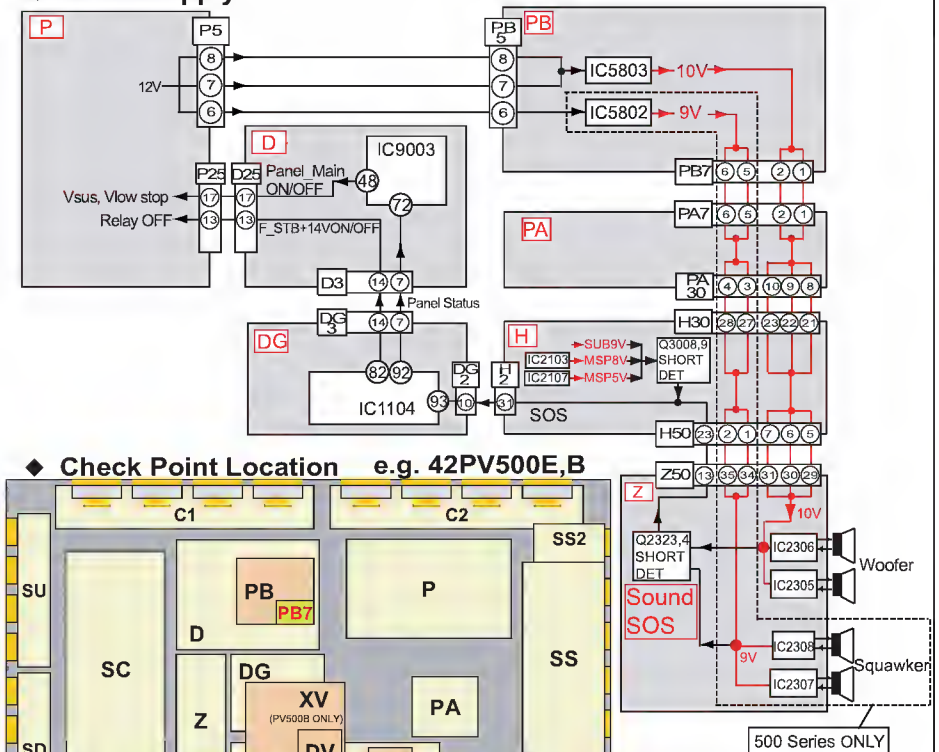 P
P5
PB
5
PB
8
7
6
12V
8
7
6
IC5803
10V
IC5802
9V
D
IC9003
Panel_Main
ON/OFF
48
72
P25
D25
Vsus, Vlow stop
17
17
Relay OFF
13
13
F_STB+14VON/OFF
PB7
6
5
2
1
PA7
6
5
2
1
PA
D3
14
7
Panel Status
PA
30
4
3
10
9
8
DG
3
14
7
H30
28
27
23
22
21
DG
H
SUB9V
IC2103
MSP8V
IC2107
MSP5V
Q3008,9
SHORT
DET
82
92
DG
2
H
2
IC1104
93
10
31
SOS
H50
23
2
1
7
6
5
◆ Check Point Location e.g. 42PV500E,B
Z50
13
35
34
31
30
29
Z
10V
Q2323,4
SHORT
DET
IC2306
Woofer
IC2305
Sound
SOS
IC2308
9V
Squawker
IC2307
500 Series ONLY
C1
C2
SS2
SU
PB
PB7
D
P
SC
SS
DG
XV
(PV500B ONLY)
Z
PA
SD
DV